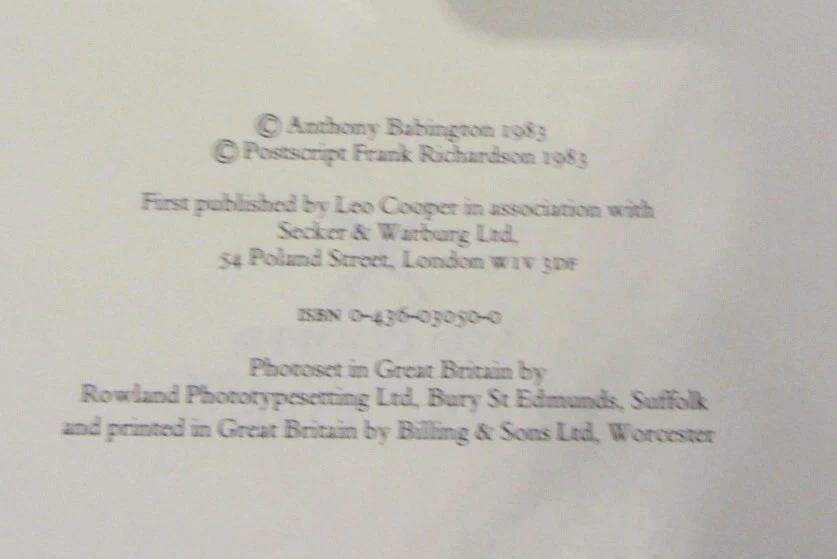 © Anthony Babington 1983
© Postscript Frank Richardson 1983
First published by Leo Cooper in association with
Secker & Warburg Ltd,
54 Poland Street, London W1V 3DF
ISBN 0-436-03050-0
Photoset in Great Britain by
Rowland Phototypesetting Ltd, Bury St Edmunds, Suffolk
and printed in Great Britain by Billing & Sons Ltd, Worcester